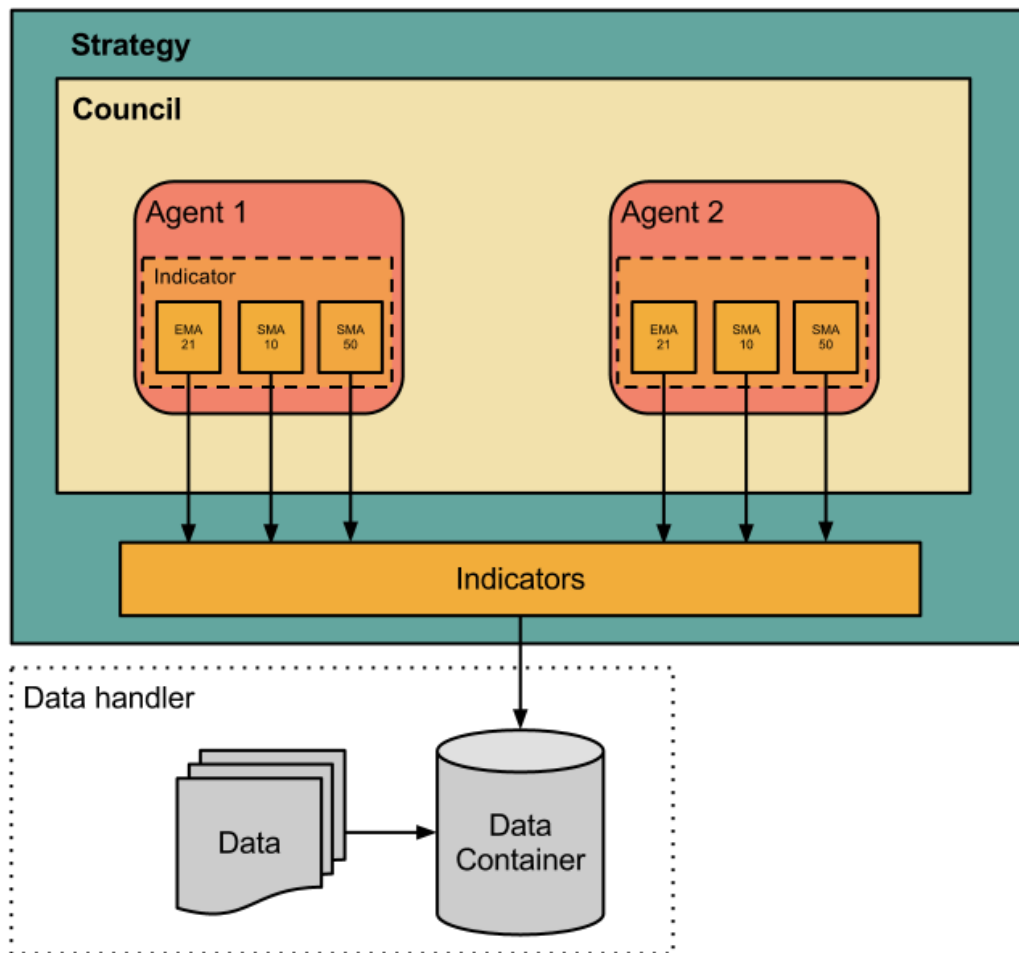 Strategy
Council
Agent 1
Indicator
EMA
21
SMA
10
SMA
50
Agent 2
EMA
21
SMA
10
SMA
50
Indicators
Data handler
Data
Data
Container